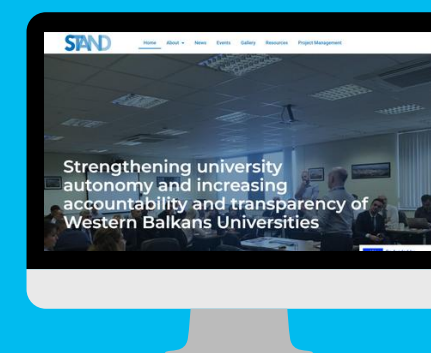 STAND
Home About News Events Gallery Resources Project Management
Strengthening university
autonomy and increasing
accountability and transparency of
Western Balkans Universities